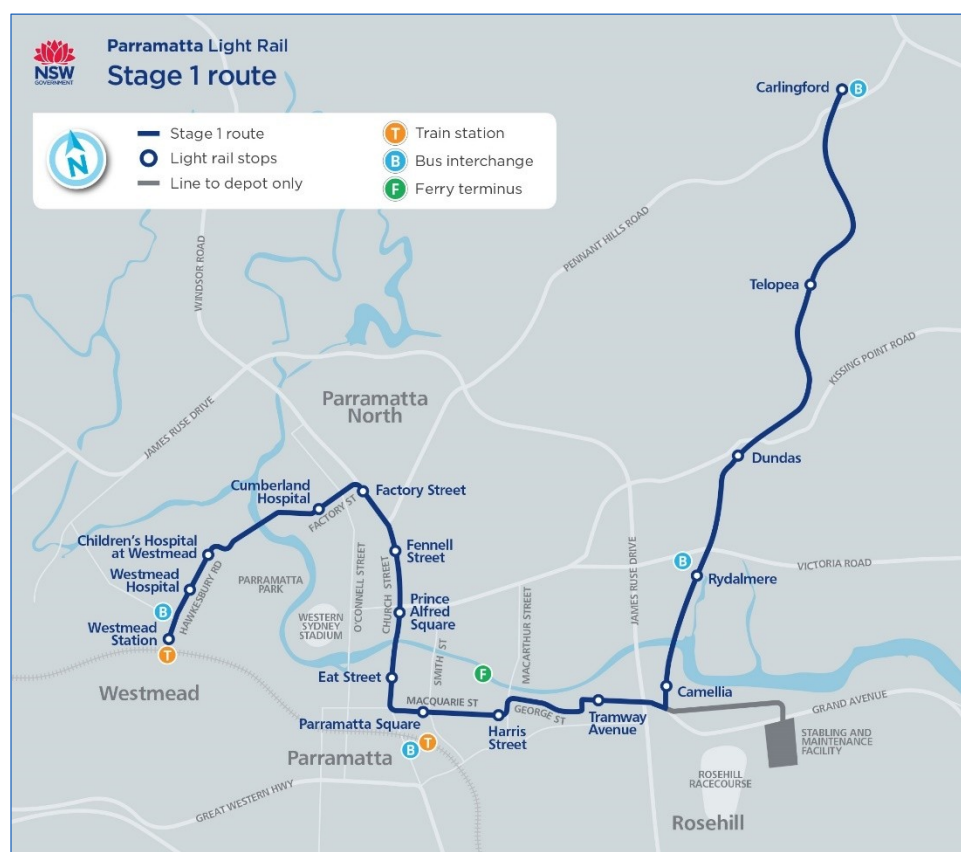 Parramatta Light Rail
Stage 1 route
NSW
GOVERNMENT
N
Stage 1 route
Light rail stops
Line to depot only
T Train station
B Bus interchange
F Ferry terminus
Carlingford
B
PENNANT HILLS ROAD
WINDSOR ROAD
Telopea
KISSING POINT ROAD
JAMES RUSE DRIVE
Parramatta
North
Dundas
Cumberland
Hospital
Factory Street
FACTORY ST
Children's Hospital
at Westmead
Westmead
Hospital
HAWKESBURY RD
B
Westmead
Station
T
Westmead
PARRAMATTA
PARK
WESTERN
SYDNEY
STADIUM
O'CONNELL STREET
CHURCH STREET
Fennell
Street
Prince
Alfred
Square
SMITH ST
MACARTHUR STREET
JAMES RUSE DRIVE
VICTORIA ROAD
B
Rydalmere
Eat Street
F
MACQUARIE ST
Parramatta Square
Harris
Street
GEORGE ST
Tramway
Avenue
Camellia
GRAND AVENUE
STABLING AND
MAINTENANCE
FACILITY
Parramatta
B
T
GREAT WESTERN HWY
ROSEHILL
RACECOURSE
Rosehill